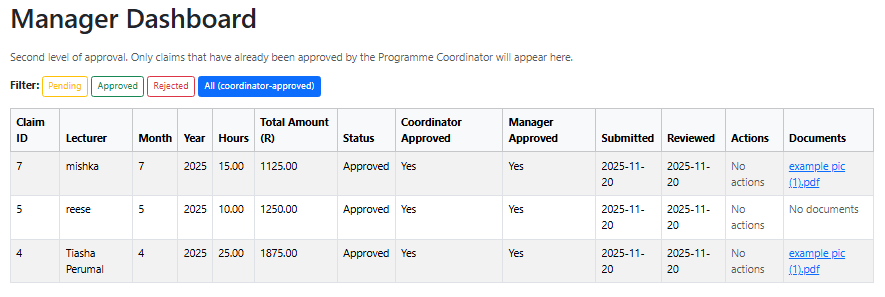 Manager Dashboard
Second level of approval. Only claims that have already been approved by the Programme Coordinator will appear here.
Filter: Pending Approved Rejected All (coordinator-approved)
Claim ID Lecturer Month Year Hours Total Amount (R) Status Coordinator Approved Manager Approved Submitted Reviewed Actions Documents
7 mishka 7 2025 15.00 1125.00 Approved Yes Yes 2025-11-20 2025-11-20 No actions example pic (1).pdf
5 reese 5 2025 10.00 1250.00 Approved Yes Yes 2025-11-20 2025-11-20 No actions No documents
4 Tiasha Perumal 4 2025 25.00 1875.00 Approved Yes Yes 2025-11-20 2025-11-20 No actions example pic (1).pdf